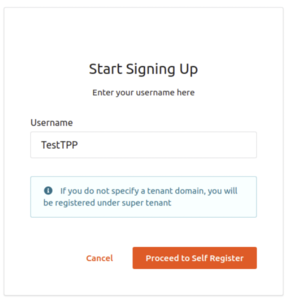 Start Signing Up
Enter your username here
Username
TestTPP
If you do not specify a tenant domain, you will
be registered under super tenant
Cancel
Proceed to Self Register